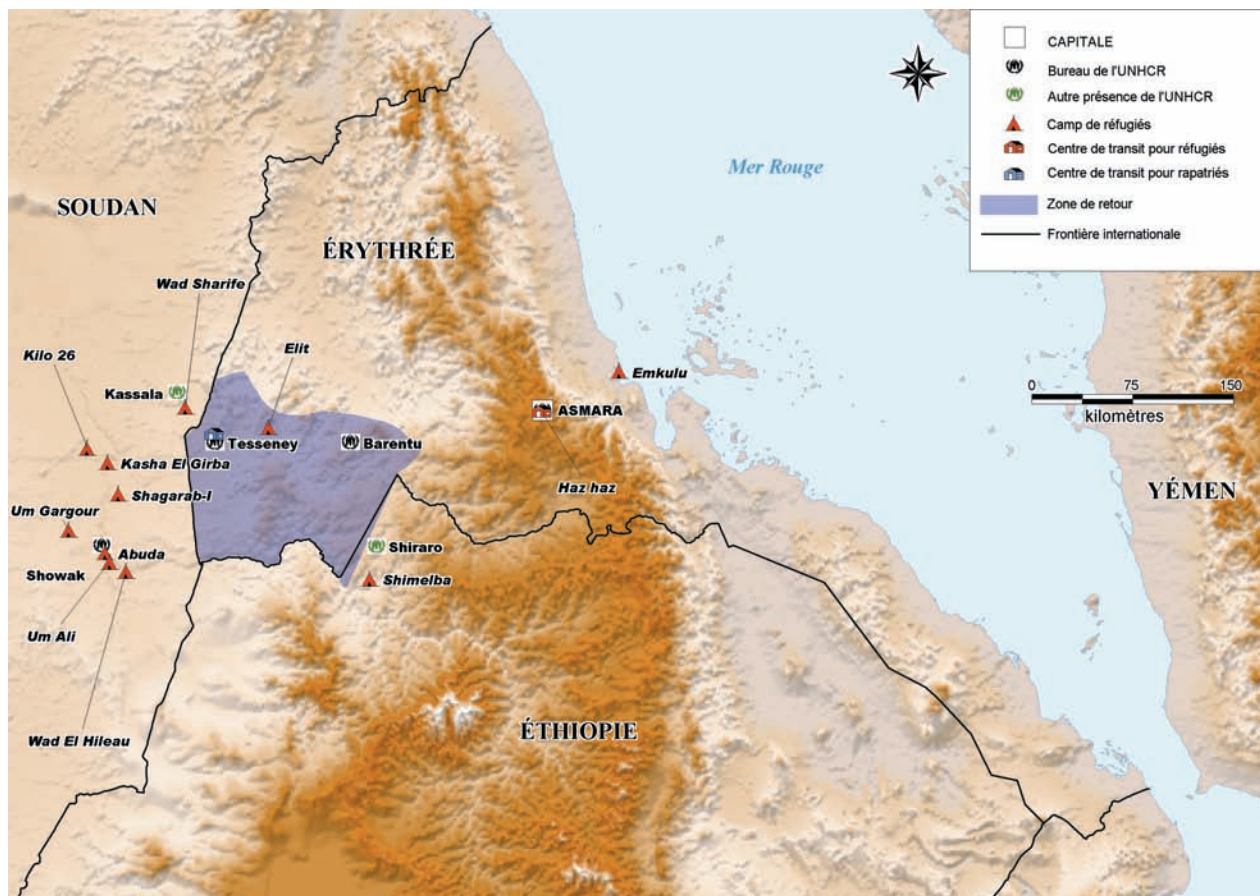 CAPITALE
Bureau de l'UNHCR
Autre présence de l'UNHCR
Camp de réfugiés
Centre de transit pour réfugiés
Centre de transit pour rapatriés
Zone de retour
Frontière internationale
Mer Rouge
SOUDAN
ÉRYTHRÉE
Wad Sharife
Kilo 26
Elit
Kassala
Emkulu
ASMARA
0 75 150
kilomètres
Tesseney
Barentu
Kasha El Girba
Haz haz
YÉMEN
Shagarab-I
Um Gargour
Abuda
Shiraro
Showak
Shimelba
Um Ali
ÉTHIOPIE
Wad El Hileau